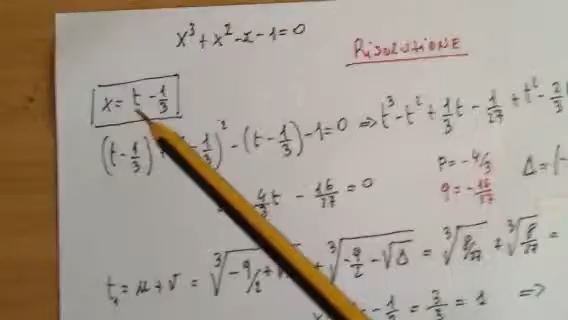 x³ + x² - x - 1 = 0
RISOLUZIONE
x = t - 1/3
(t - 1/3)³ + (t - 1/3)² - (t - 1/3) - 1 = 0 ⇒ t³ - t² + 1/3 t - 1/27 + t² - 2/3
p = -4/3
Δ = (-
4/3 t - 16/27 = 0
q = -16/27
t₁ = u + v = ∛(-q/2 + √ + ∛(-q/2 - √Δ) = ∛(8/27) + ∛(8/27) =
- 1/3 = 3/3 = 1 ⇒